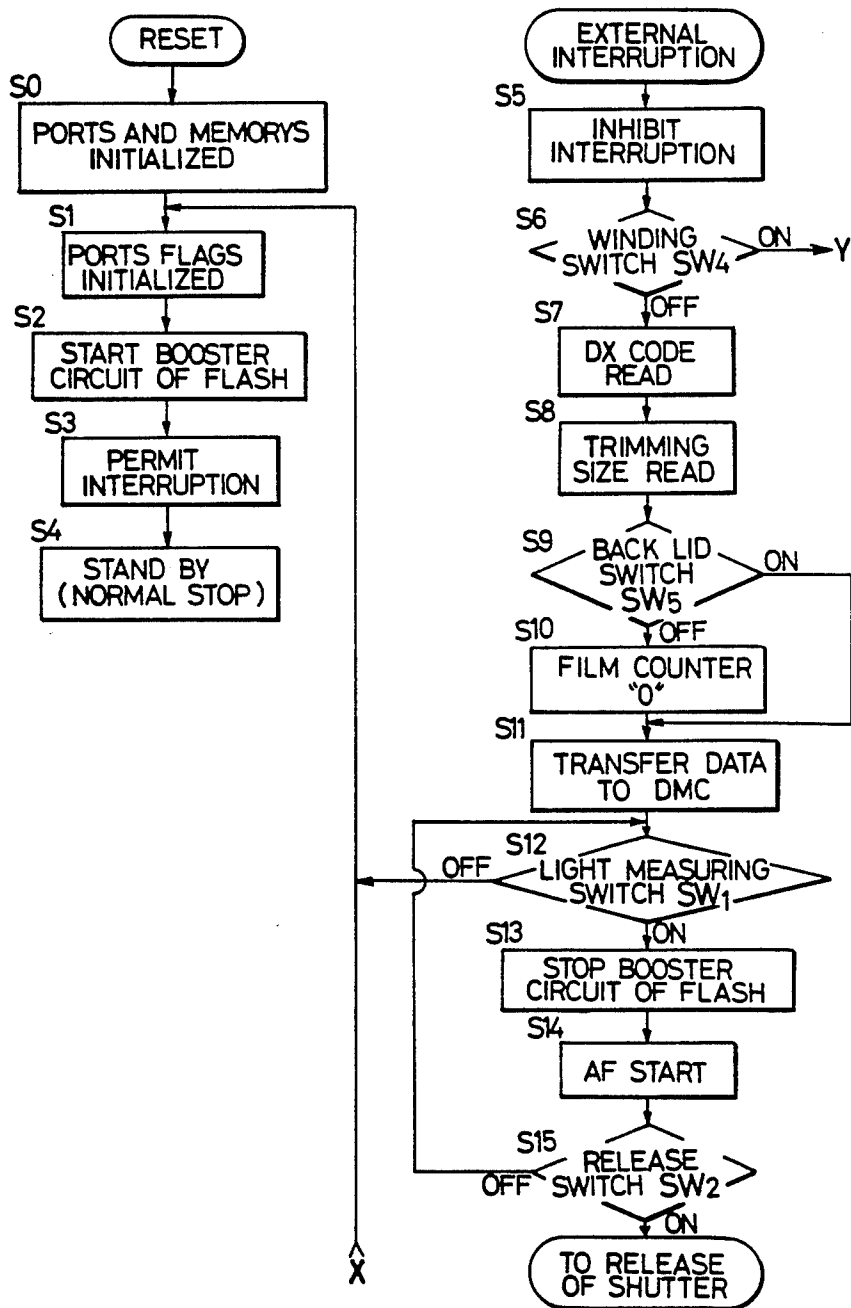 RESET
S0
PORTS AND MEMORYS
INITIALIZED
S1
PORTS FLAGS
INITIALIZED
S2
START BOOSTER
CIRCUIT OF FLASH
S3
PERMIT
INTERRUPTION
S4
STAND BY
(NORMAL STOP)
X
EXTERNAL
INTERRUPTION
S5
INHIBIT
INTERRUPTION
S6
WINDING
SWITCH SW4
ON
Y
OFF
S7
DX CODE
READ
S8
TRIMMING
SIZE READ
S9
BACK LID
SWITCH
SW5
ON
OFF
S10
FILM COUNTER
"0"
S11
TRANSFER DATA
TO DMC
S12
OFF
LIGHT MEASURING
SWITCH SW1
ON
S13
STOP BOOSTER
CIRCUIT OF FLASH
S14
AF START
S15
RELEASE
SWITCH SW2
OFF
ON
TO RELEASE
OF SHUTTER